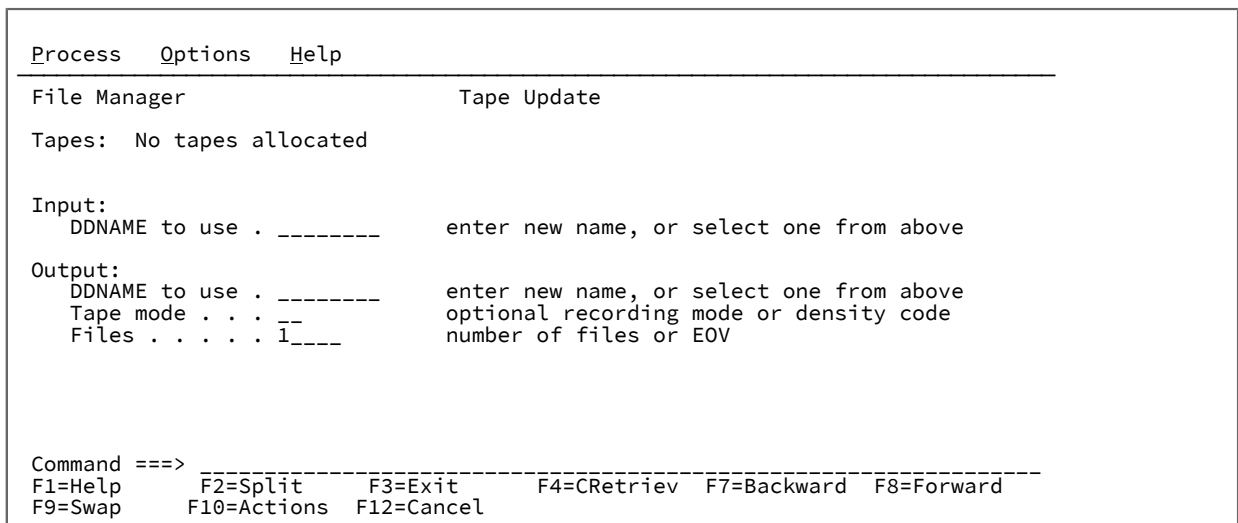 Process   Options   Help
File Manager                     Tape Update
Tapes:  No tapes allocated
Input:
   DDNAME to use . ________     enter new name, or select one from above
Output:
   DDNAME to use . ________     enter new name, or select one from above
   Tape mode . . . __           optional recording mode or density code
   Files . . . . . 1____        number of files or EOV
Command ===> _________________________________________________________________
F1=Help      F2=Split     F3=Exit      F4=CRetriev  F7=Backward  F8=Forward
F9=Swap     F10=Actions  F12=Cancel